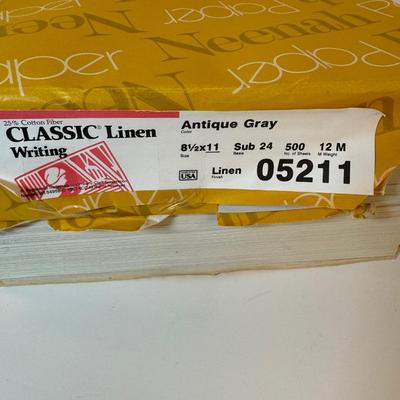 Neenah
Paper
Paper
25% Cotton Fiber
CLASSIC® Linen
Writing
Antique Gray
Color
8½x11 Sub 24 500 12 M
Size Basis No. of Sheets M Weight
USA Linen 05211
Finish